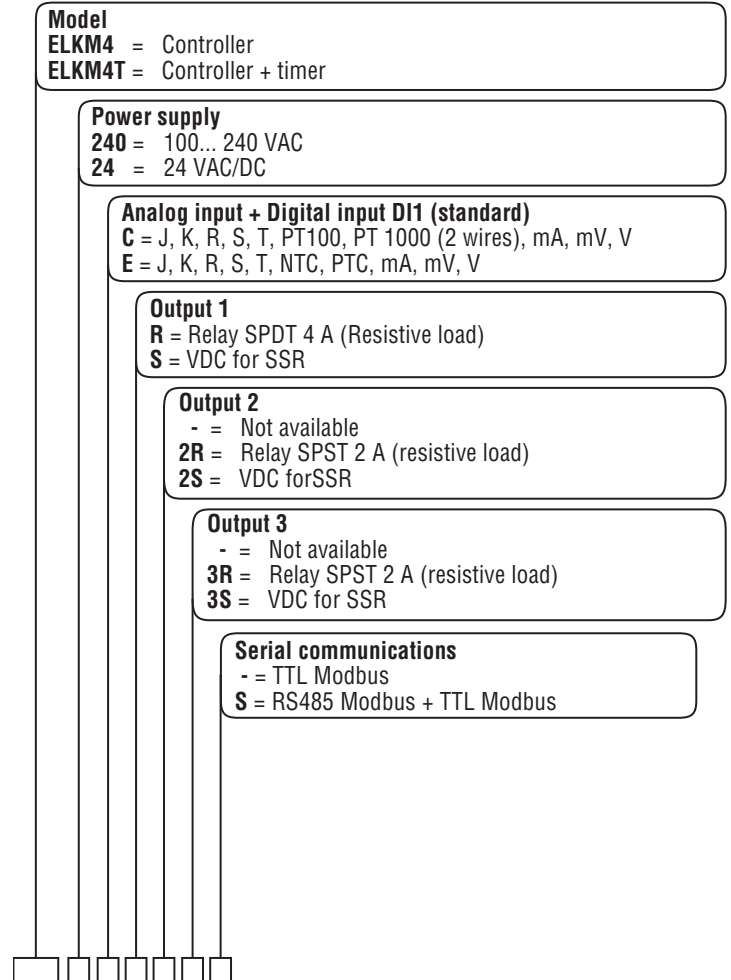 Model
ELKM4 = Controller
ELKM4T = Controller + timer
Power supply
240 = 100... 240 VAC
24 = 24 VAC/DC
Analog input + Digital input DI1 (standard)
C = J, K, R, S, T, PT100, PT 1000 (2 wires), mA, mV, V
E = J, K, R, S, T, NTC, PTC, mA, mV, V
Output 1
R = Relay SPDT 4 A (Resistive load)
S = VDC for SSR
Output 2
- = Not available
2R = Relay SPST 2 A (resistive load)
2S = VDC forSSR
Output 3
- = Not available
3R = Relay SPST 2 A (resistive load)
3S = VDC for SSR
Serial communications
- = TTL Modbus
S = RS485 Modbus + TTL Modbus